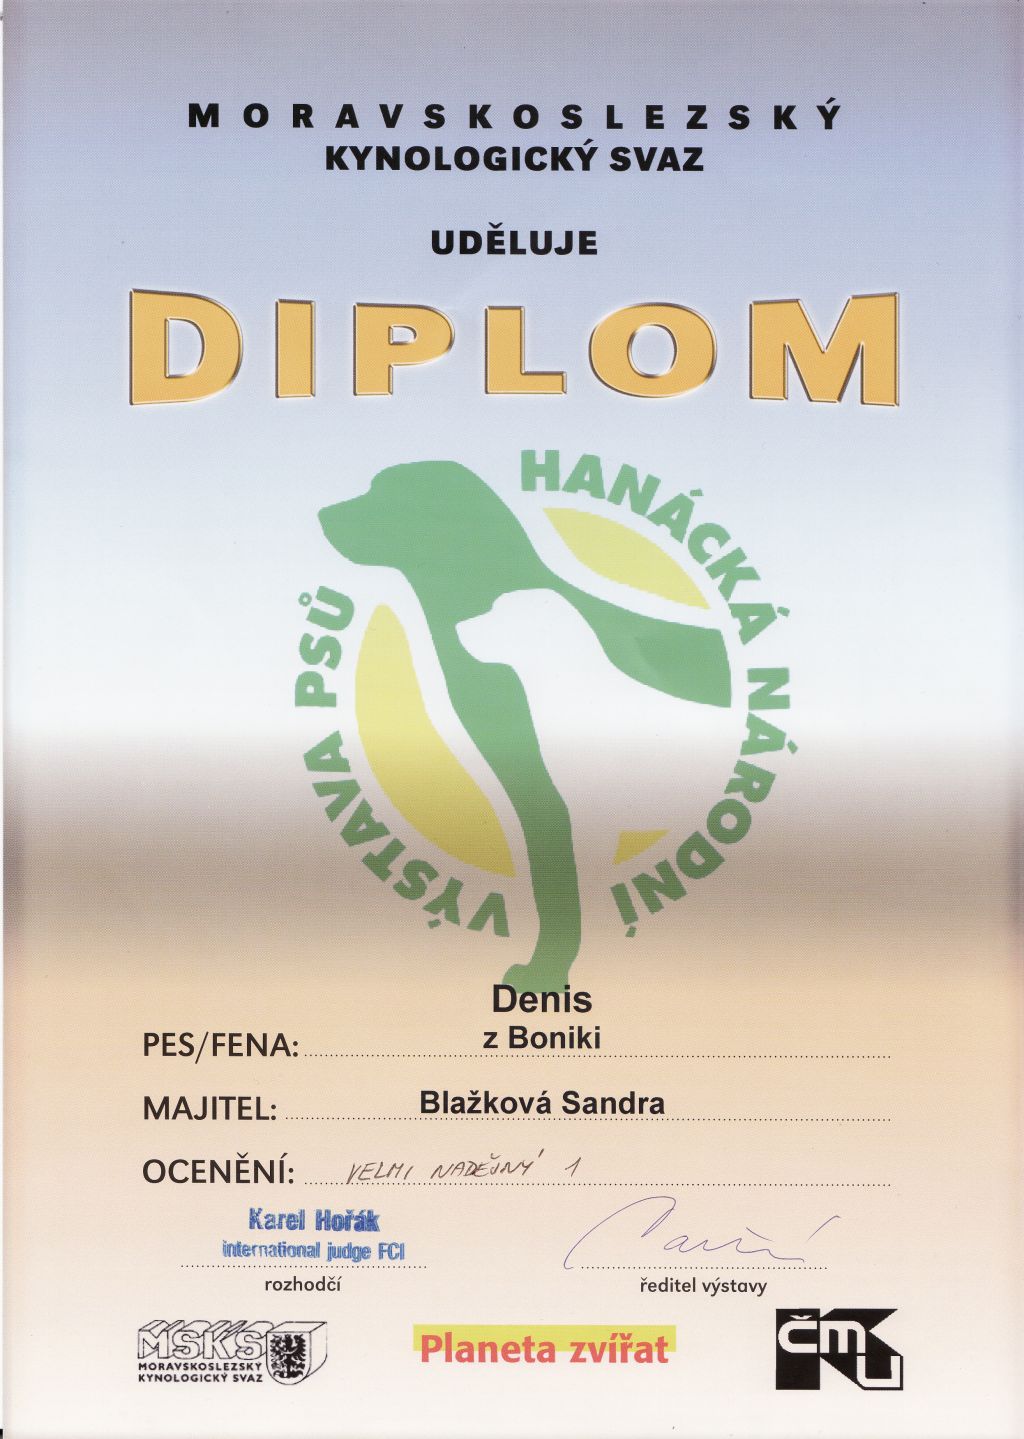 MORAVSKOSLEZSKÝ
KYNOLOGICKÝ SVAZ
UDĚLUJE
DIPLOM
HANÁCKÁ NÁRODNÍ
VÝSTAVA PSŮ
Denis
PES/FENA: z Boniki
MAJITEL: Blažková Sandra
OCENĚNÍ: VELMI NADĚJNÝ 1
Karel Hořák
international judge FCI
rozhodčí
ředitel výstavy
MSKS
MORAVSKOSLEZSKÝ
KYNOLOGICKÝ SVAZ
Planeta zvířat
ČMKJ